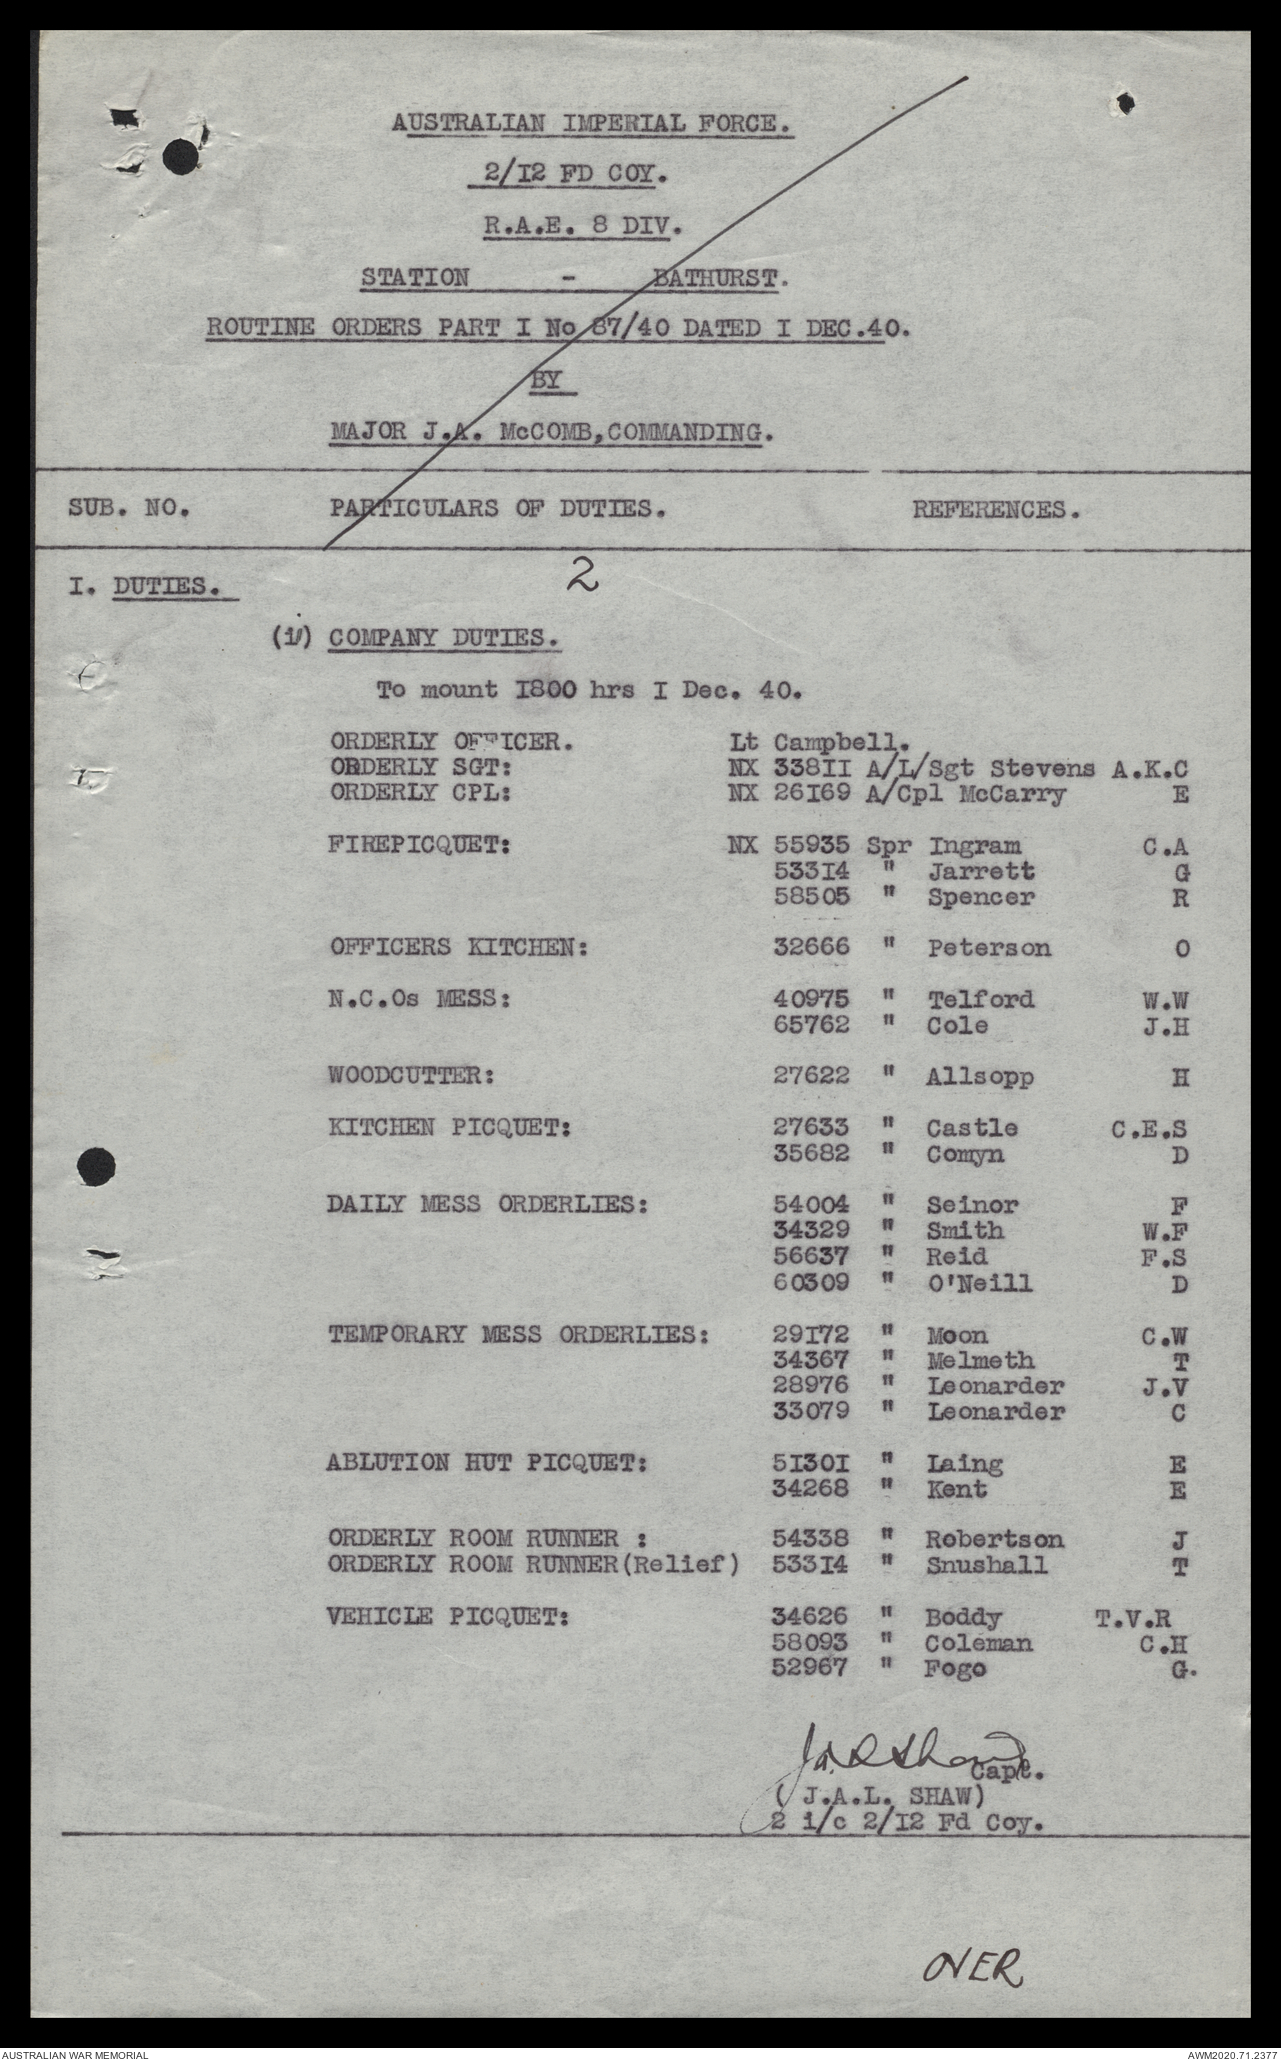 AUSTRALIAN IMPERIAL FORCE.
2/I2 FD COY.
R.A.E. 8 DIV.
STATION - BATHURST.
ROUTINE ORDERS PART I No 87/40 DATED I DEC.40.
BY
MAJOR J.A. McCOMB,COMMANDING.
SUB. NO. PARTICULARS OF DUTIES. REFERENCES.
2
I. DUTIES.
(i) COMPANY DUTIES.
To mount I800 hrs I Dec. 40.
ORDERLY OFFICER. Lt Campbell.
ORDERLY SGT: NX 338II A/L/Sgt Stevens A.K.C
ORDERLY CPL: NX 26I69 A/Cpl McCarry E
FIREPICQUET: NX 55935 Spr Ingram C.A
533I4 " Jarrett G
58505 " Spencer R
OFFICERS KITCHEN: 32666 " Peterson O
N.C.Os MESS: 40975 " Telford W.W
65762 " Cole J.H
WOODCUTTER: 27622 " Allsopp H
KITCHEN PICQUET: 27633 " Castle C.E.S
35682 " Comyn D
DAILY MESS ORDERLIES: 54004 " Seinor F
34329 " Smith W.F
56637 " Reid F.S
60309 " O'Neill D
TEMPORARY MESS ORDERLIES: 29I72 " Moon C.W
34367 " Melmeth T
28976 " Leonarder J.V
33079 " Leonarder C
ABLUTION HUT PICQUET: 5I30I " Laing E
34268 " Kent E
ORDERLY ROOM RUNNER : 54338 " Robertson J
ORDERLY ROOM RUNNER(Relief) 533I4 " Snushall T
VEHICLE PICQUET: 34626 " Boddy T.V.R
58093 " Coleman C.H
52967 " Fogo G.
J.A.L Shaw Capt.
( J.A.L. SHAW)
2 i/c 2/I2 Fd Coy.
OVER
AUSTRALIAN WAR MEMORIAL AWM2020.71.2377